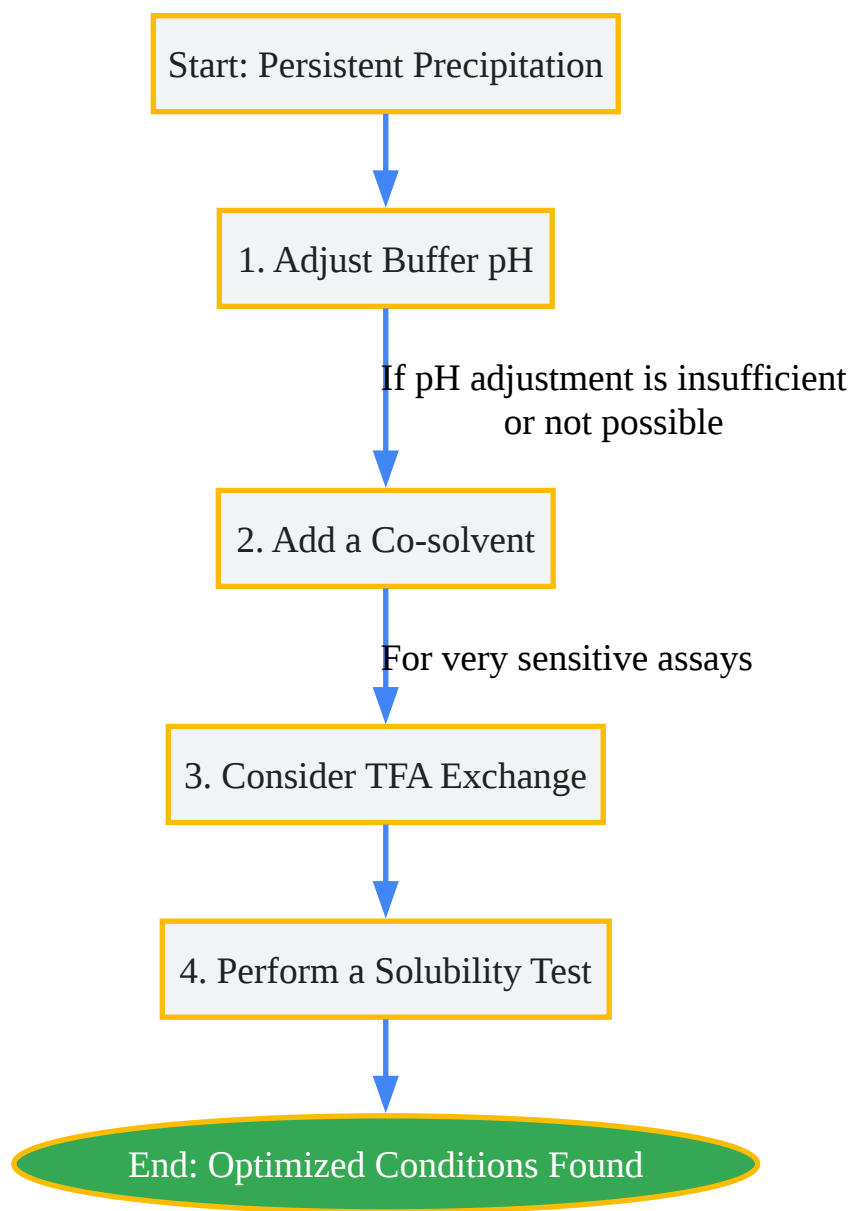 Start: Persistent Precipitation
1. Adjust Buffer pH
If pH adjustment is insufficient
or not possible
2. Add a Co-solvent
For very sensitive assays
3. Consider TFA Exchange
4. Perform a Solubility Test
End: Optimized Conditions Found